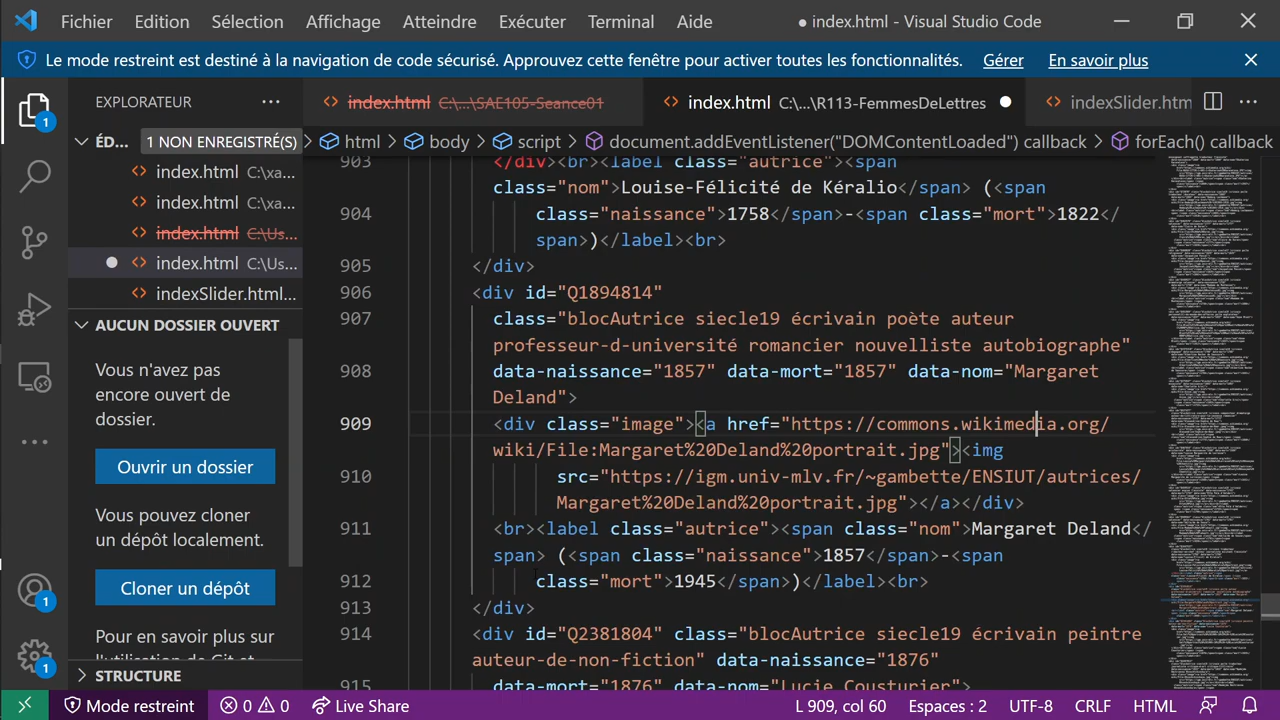 Fichier Edition Sélection Affichage Atteindre Exécuter Terminal Aide ● index.html - Visual Studio Code
Le mode restreint est destiné à la navigation de code sécurisé. Approuvez cette fenêtre pour activer toutes les fonctionnalités. Gérer En savoir plus
EXPLORATEUR ...
index.html C:\...\SAE105-Seance01 index.html C:\...\R113-FemmesDeLettres ● indexSlider.htm ...
ÉD... 1 NON ENREGISTRÉ(S)
html > body > script > document.addEventListener("DOMContentLoaded") callback > forEach() callback
index.html C:\xa...
index.html C:\xa...
index.html C:\Us...
● index.html C:\Us...
indexSlider.html...
AUCUN DOSSIER OUVERT
Vous n'avez pas
encore ouvert de
dossier.
Ouvrir un dossier
Vous pouvez cloner
un dépôt localement.
Cloner un dépôt
Pour en savoir plus sur
STRUCTURE
903 </div><br><label class="autrice"><span
class="nom">Louise-Félicité de Kéralio</span> (<span
904 class="naissance">1758</span>-<span class="mort">1822</
span>)</label><br>
905 </div>
906 <div id="Q1894814"
907 class="blocAutrice siecle19 ecrivain poete auteur
romancier nouvelliste autobiographe"
908 data-naissance="1857" data-mort="1857" data-nom="Margaret
Deland">
909 <div class="image"><a href="https://commons.wikimedia.org/
File:Margaret%20Deland%20portrait.jpg"><img
910 src="https://igm.univ-mlv.fr/~gambette/ENSIUT/autrices/
Margaret%20Deland%20portrait.jpg"></a></div>
911 <br><label class="autrice"><span class="nom">Margaret Deland</
span> (<span class="naissance">1857</span>-<span
912 class="mort">1945</span>)</label><br>
913 </div>
914 <div id="Q2381804" class="blocAutrice ecrivain peintre
non-fiction"
L 909, col 60 Espaces : 2 UTF-8 CRLF HTML
Mode restreint 0 0 Live Share